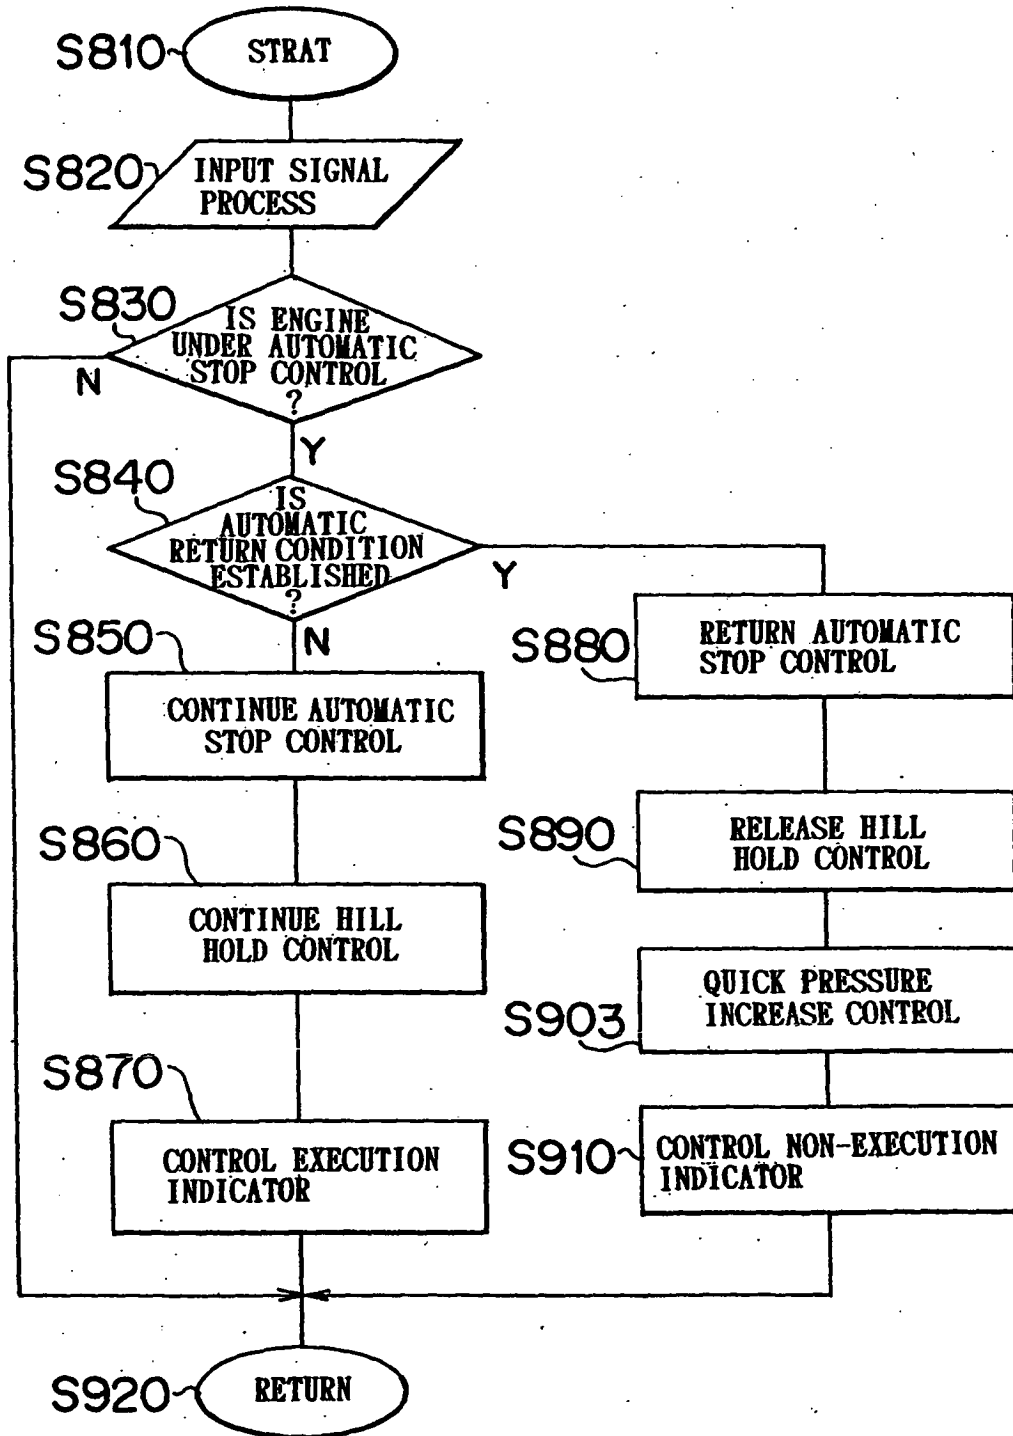 S810
STRAT
S820
INPUT SIGNAL
PROCESS
S830
IS ENGINE
UNDER AUTOMATIC
STOP CONTROL
?
N
Y
S840
IS
AUTOMATIC
RETURN CONDITION
ESTABLISHED
?
Y
N
S850
CONTINUE AUTOMATIC
STOP CONTROL
S880
RETURN AUTOMATIC
STOP CONTROL
S860
CONTINUE HILL
HOLD CONTROL
S890
RELEASE HILL
HOLD CONTROL
S903
QUICK PRESSURE
INCREASE CONTROL
S870
CONTROL EXECUTION
INDICATOR
S910
CONTROL NON-EXECUTION
INDICATOR
S920
RETURN